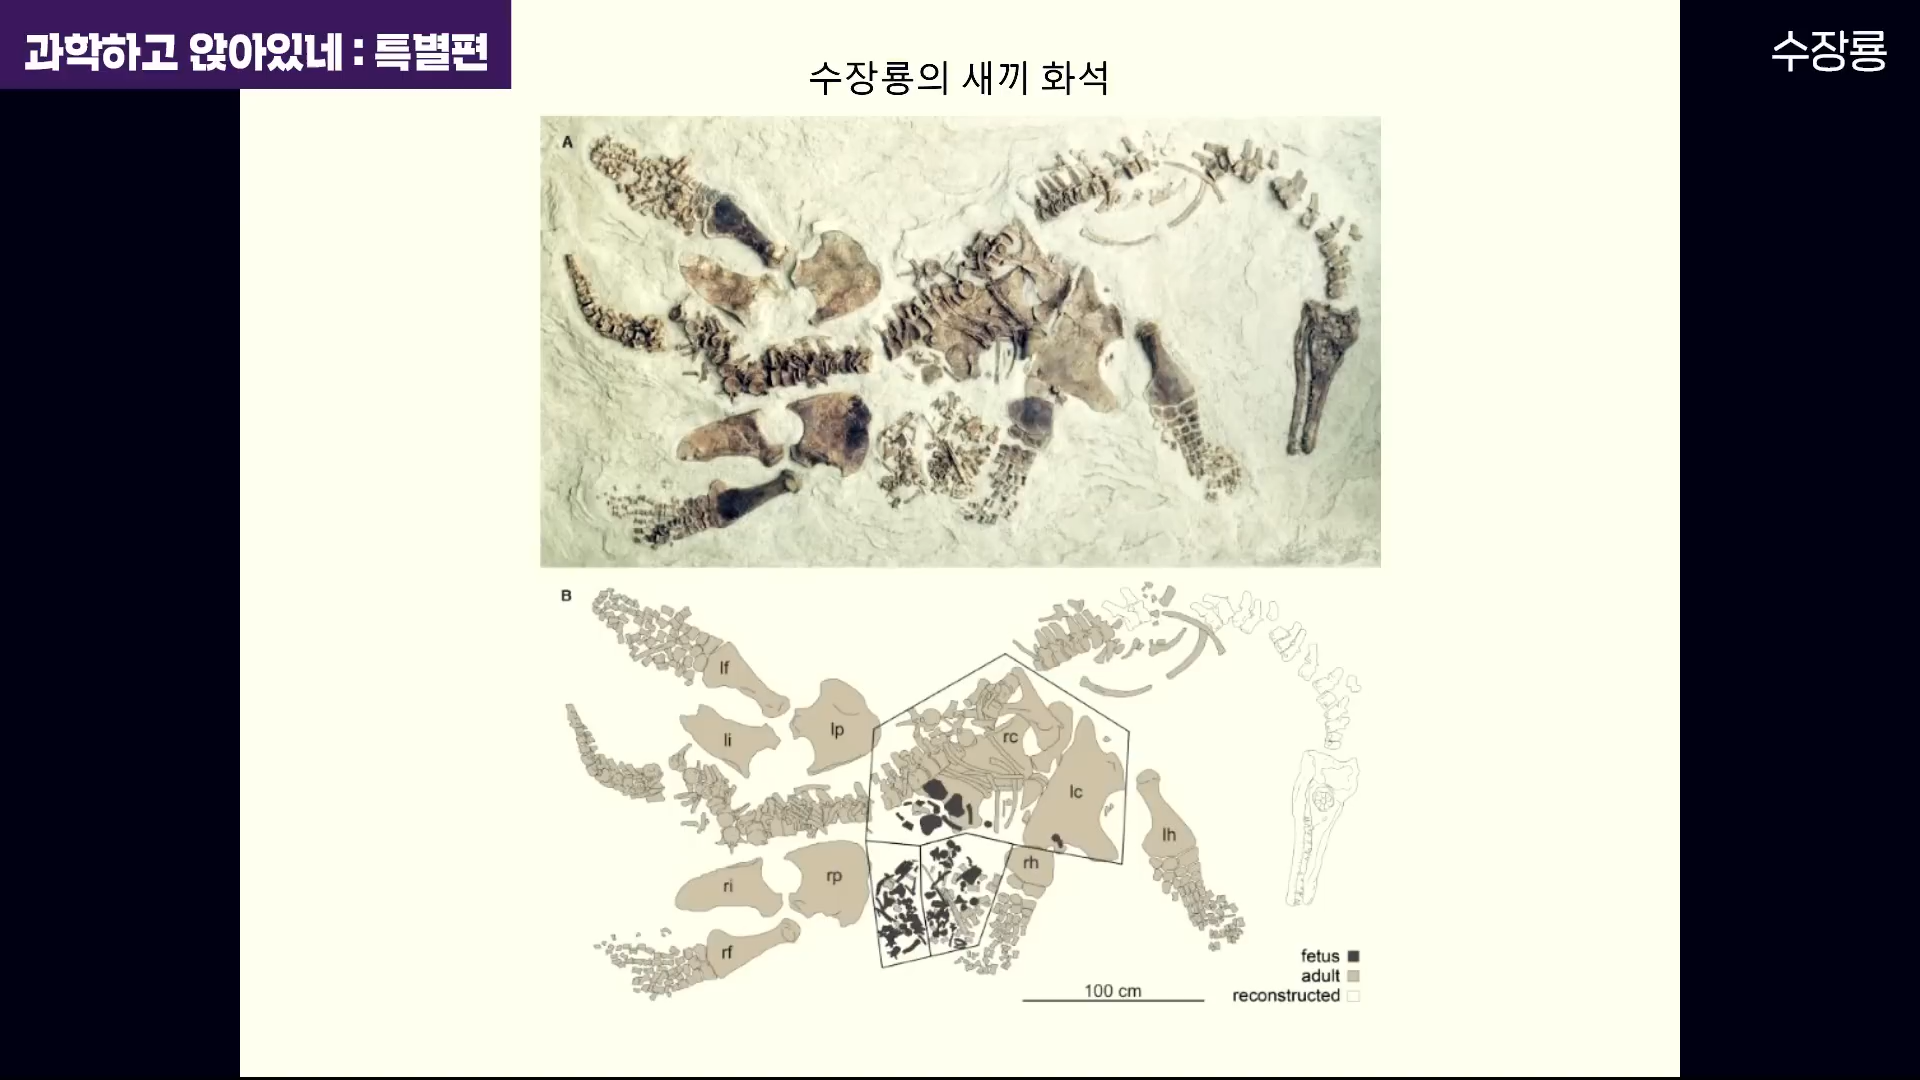 과학하고 앉아있네 : 특별편
수장룡
수장룡의 새끼 화석
A
B
lf
li
lp
rc
lc
lh
rh
ri
rp
rf
fetus
adult
reconstructed
100 cm